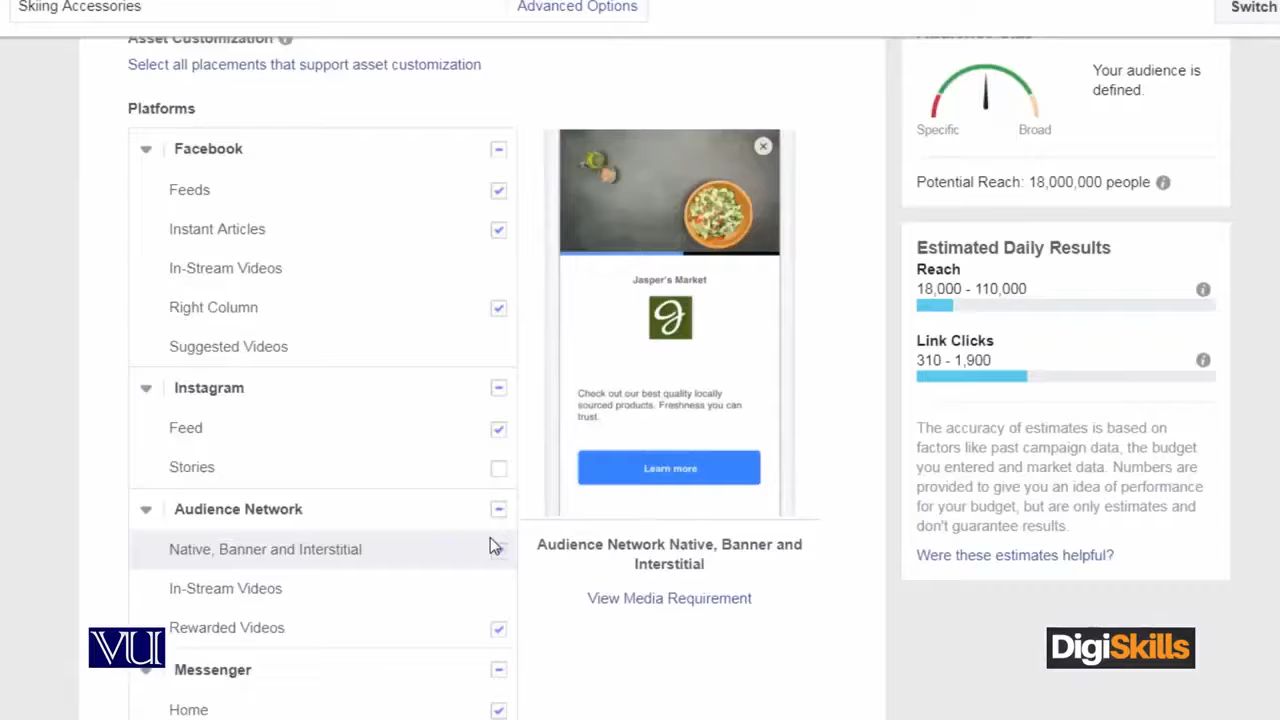 Skiing Accessories
Advanced Options
Switch
Asset Customization
Select all placements that support asset customization
Platforms
Facebook
Feeds
Instant Articles
In-Stream Videos
Right Column
Suggested Videos
Instagram
Feed
Stories
Audience Network
Native, Banner and Interstitial
In-Stream Videos
Rewarded Videos
Messenger
Home
Jasper's Market
Check out our best quality locally
sourced products. Freshness you can
trust.
Learn more
Audience Network Native, Banner and
Interstitial
View Media Requirement
Your audience is
defined.
Specific
Broad
Potential Reach: 18,000,000 people
Estimated Daily Results
Reach
18,000 - 110,000
Link Clicks
310 - 1,900
The accuracy of estimates is based on
factors like past campaign data, the budget
you entered and market data. Numbers are
provided to give you an idea of performance
for your budget, but are only estimates and
don't guarantee results.
Were these estimates helpful?
VU
DigiSkills